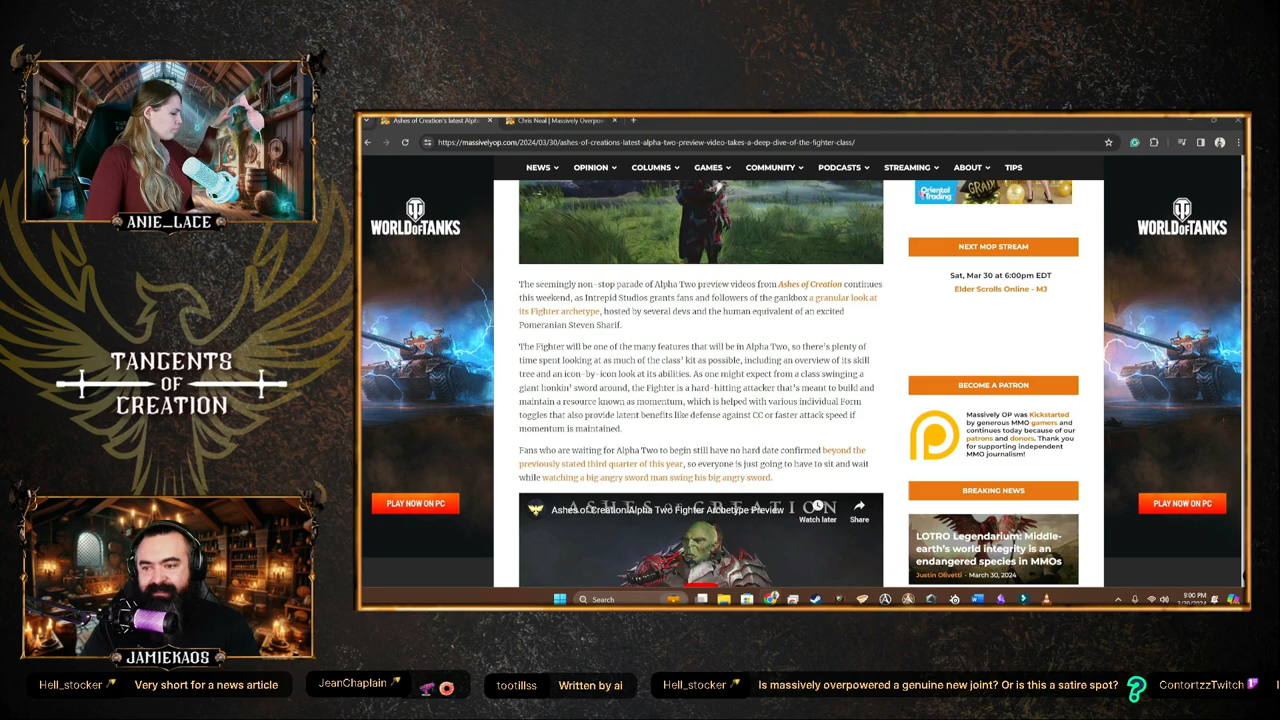 Ashes of Creation's latest Alph
Chris Neal | Massively Overpo
https://massivelyop.com/2024/03/30/ashes-of-creations-latest-alpha-two-preview-video-takes-a-deep-dive-of-the-fighter-class/
NEWS OPINION COLUMNS GAMES COMMUNITY PODCASTS STREAMING ABOUT TIPS
ANIE_LACE
TANGENTS
OF
CREATION
JAMIEKAOS
WORLD OF TANKS
PLAY NOW ON PC
The seemingly non-stop parade of Alpha Two preview videos from Ashes of Creation continues
this weekend, as Intrepid Studios grants fans and followers of the gankbox a granular look at
its Fighter archetype, hosted by several devs and the human equivalent of an excited
Pomeranian Steven Sharif.
The Fighter will be one of the many features that will be in Alpha Two, so there's plenty of
time spent looking at as much of the class' kit as possible, including an overview of its skill
tree and an icon-by-icon look at its abilities. As one might expect from a class swinging a
giant honkin' sword around, the Fighter is a hard-hitting attacker that's meant to build and
maintain a resource known as momentum, which is helped with various individual Form
toggles that also provide latent benefits like defense against CC or faster attack speed if
momentum is maintained.
Fans who are waiting for Alpha Two to begin still have no hard date confirmed beyond the
previously stated third quarter of this year, so everyone is just going to have to sit and wait
while watching a big angry sword man swing his big angry sword.
Ashes of Creation Alpha Two Fighter Archetype Preview
Watch later
Share
Oriental
Trading
NEXT MOP STREAM
Sat, Mar 30 at 6:00pm EDT
Elder Scrolls Online - MJ
BECOME A PATRON
Massively OP was Kickstarted
by generous MMO gamers and
continues today because of our
patrons and donors. Thank you
for supporting independent
MMO journalism!
BREAKING NEWS
LOTRO Legendarium: Middle-
earth's world integrity is an
endangered species in MMOs
Justin Olivetti - March 30, 2024
WORLD OF TANKS
PLAY NOW ON PC
Search
9:00 PM
Hell_stocker Very short for a news article
JeanChaplain
tootillss Written by ai
Hell_stocker Is massively overpowered a genuine new joint? Or is this a satire spot?
ContortzzTwitch